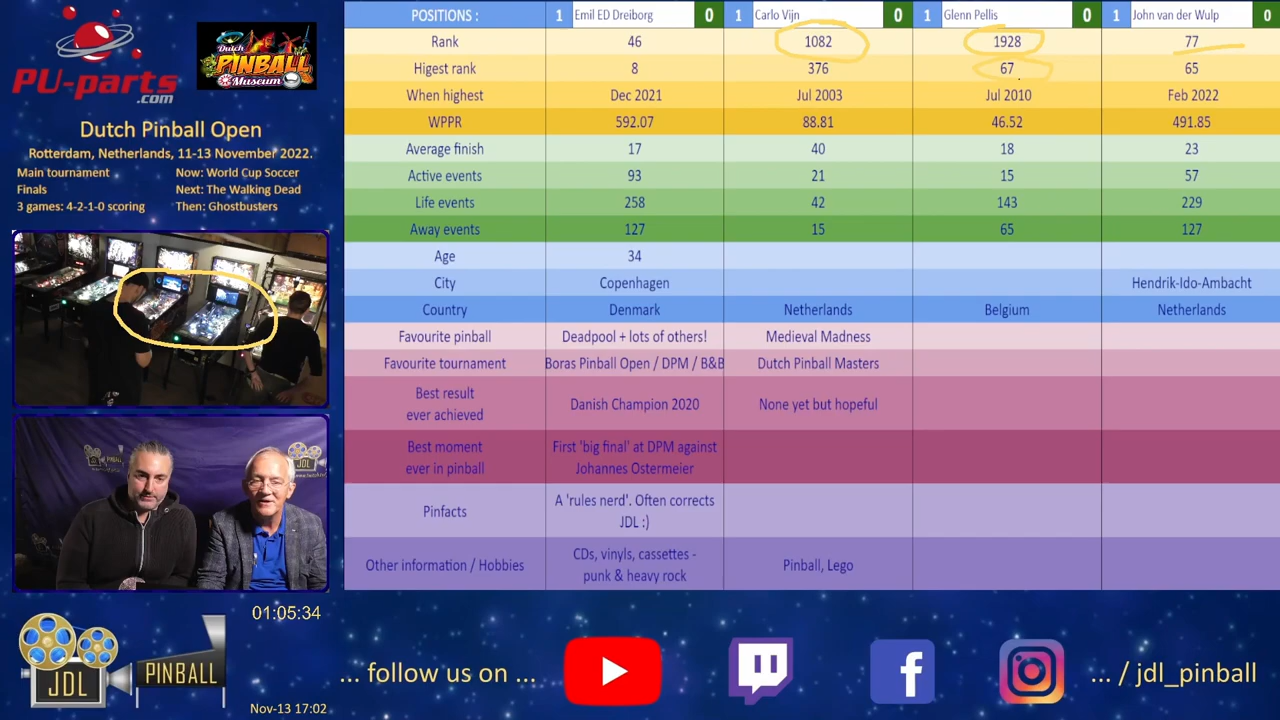 PU-parts
.com
Dutch
PINBALL
Museum
Dutch Pinball Open
Rotterdam, Netherlands, 11-13 November 2022.
Main tournament Now: World Cup Soccer
Finals Next: The Walking Dead
3 games: 4-2-1-0 scoring Then: Ghostbusters
POSITIONS : 1 Emil ED Dreiborg 0 1 Carlo Vijn 0 1 Glenn Pellis 0 1 John van der Wulp 0
Rank 46 1082 1928 77
Higest rank 8 376 67 65
When highest Dec 2021 Jul 2003 Jul 2010 Feb 2022
WPPR 592.07 88.81 46.52 491.85
Average finish 17 40 18 23
Active events 93 21 15 57
Life events 258 42 143 229
Away events 127 15 65 127
Age 34
City Copenhagen Hendrik-Ido-Ambacht
Country Denmark Netherlands Belgium Netherlands
Favourite pinball Deadpool + lots of others! Medieval Madness
Favourite tournament Boras Pinball Open / DPM / B&B Dutch Pinball Masters
Best result
ever achieved Danish Champion 2020 None yet but hopeful
Best moment First 'big final' at DPM against
ever in pinball Johannes Ostermeier
Pinfacts A 'rules nerd'. Often corrects
JDL :)
Other information / Hobbies CDs, vinyls, cassettes -
punk & heavy rock Pinball, Lego
JDL
01:05:34
JDL PINBALL
Nov-13 17:02
... follow us on ... f ... / jdl_pinball